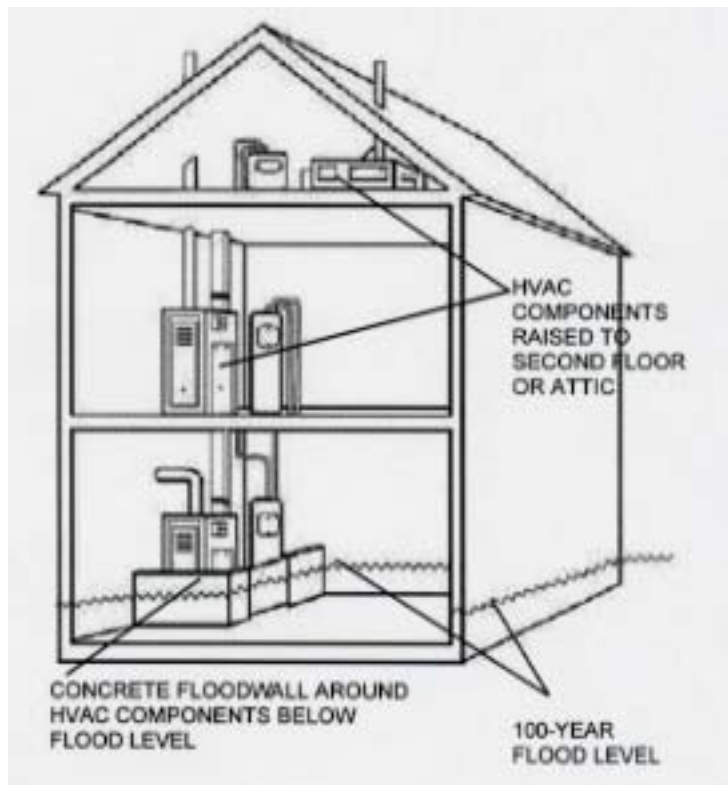 HVAC
COMPONENTS
RAISED TO
SECOND FLOOR
OR ATTIC
CONCRETE FLOODWALL AROUND
HVAC COMPONENTS BELOW
FLOOD LEVEL
100-YEAR
FLOOD LEVEL